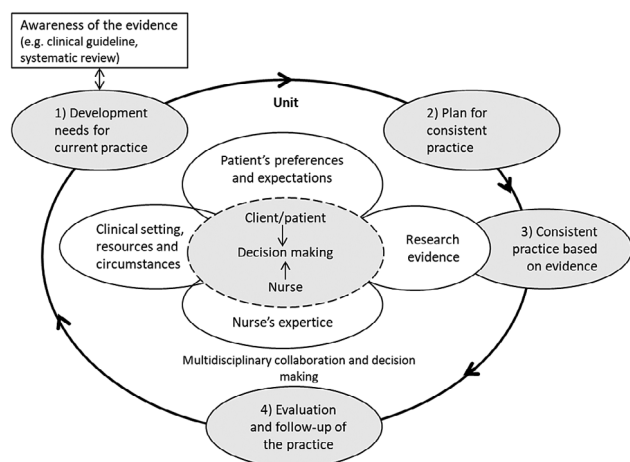 Awareness of the evidence
(e.g. clinical guideline,
systematic review)
Unit
1) Development
needs for
current practice
2) Plan for
consistent
practice
Patient's preferences
and expectations
Client/patient
Decision making
Nurse
Clinical setting,
resources and
circumstances
Research
evidence
3) Consistent
practice based
on evidence
Nurse's expertice
Multidisciplinary collaboration and decision
making
4) Evaluation
and follow-up of
the practice